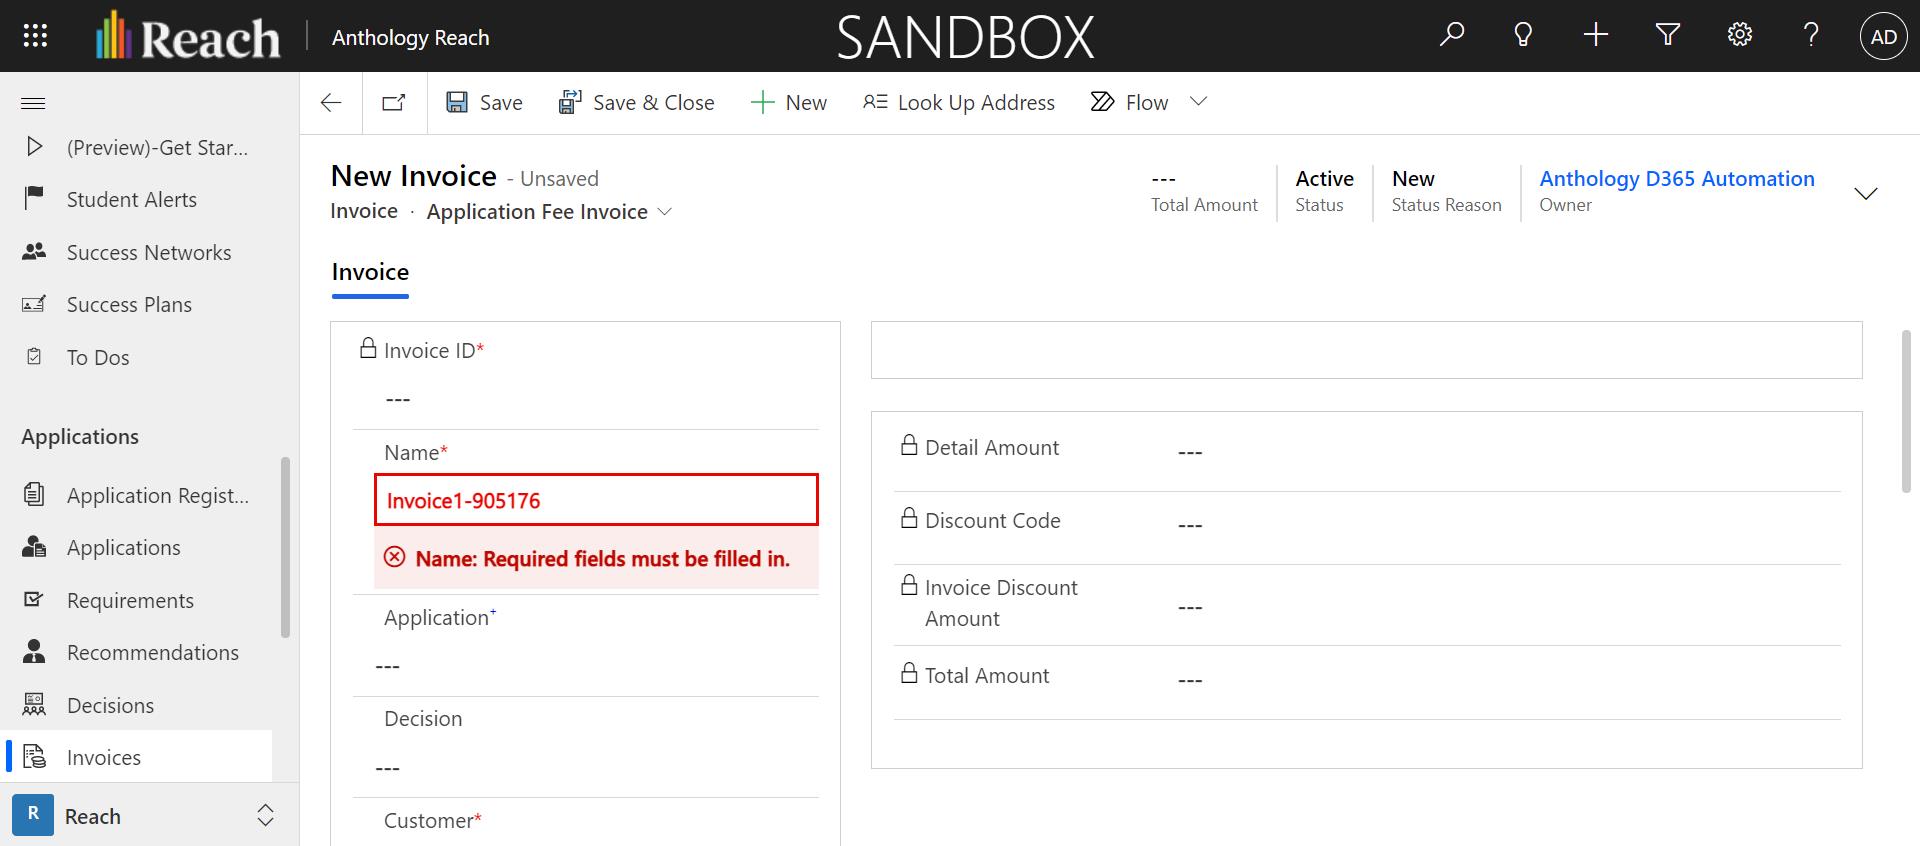 Reach
Anthology Reach
SANDBOX
AD
Save
Save & Close
New
Look Up Address
Flow
(Preview)-Get Star...
Student Alerts
Success Networks
Success Plans
To Dos
Applications
Application Regist...
Applications
Requirements
Recommendations
Decisions
Invoices
R
Reach
New Invoice - Unsaved
Invoice · Application Fee Invoice
---
Total Amount
Active
Status
New
Status Reason
Anthology D365 Automation
Owner
Invoice
Invoice ID*
---
Name*
Invoice1-905176
Name: Required fields must be filled in.
Application+
---
Decision
---
Customer*
Detail Amount
---
Discount Code
---
Invoice Discount
Amount
---
Total Amount
---